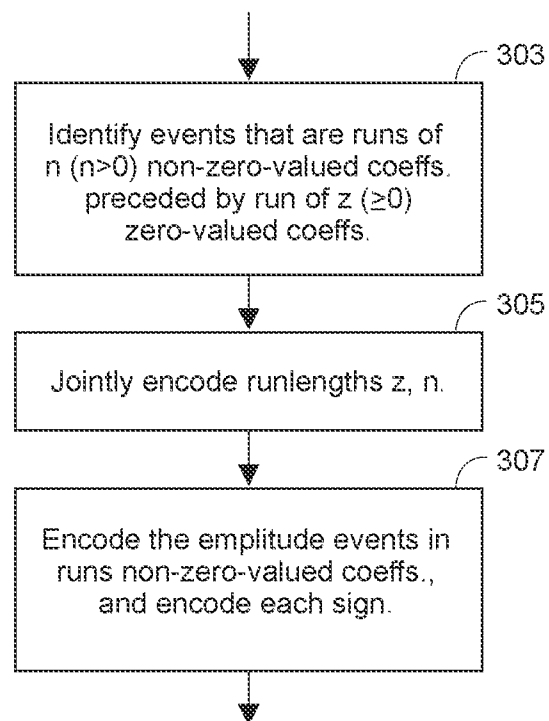 303
Identify events that are runs of
n (n>0) non-zero-valued coeffs.
preceded by run of z (≥0)
zero-valued coeffs.
305
Jointly encode runlengths z, n.
307
Encode the emplitude events in
runs non-zero-valued coeffs.,
and encode each sign.